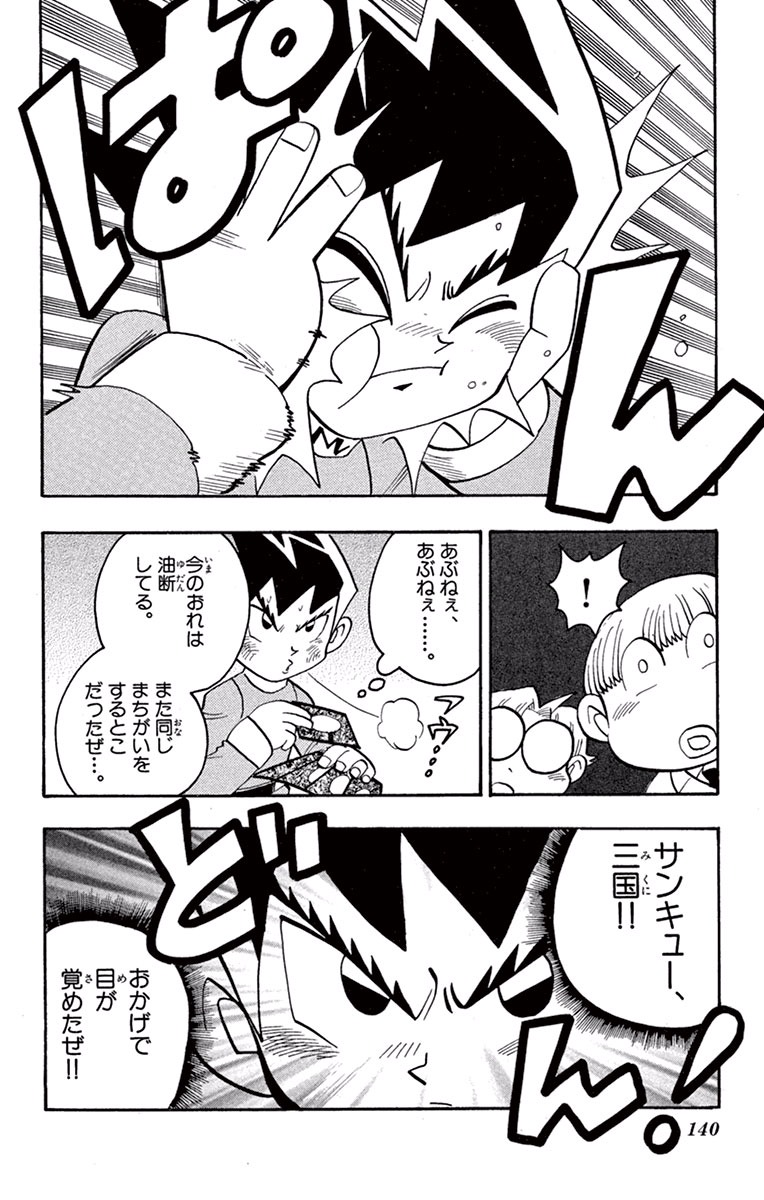 ぱぁん
!
あぶねぇ、
あぶねぇ……。
フウ…
今のおれは
油断
してる。
また同じ
まちがいを
するとこ
だったぜ…。
サンキュー、
三国!!
どん!
おかげで
目が
覚めたぜ!!
140